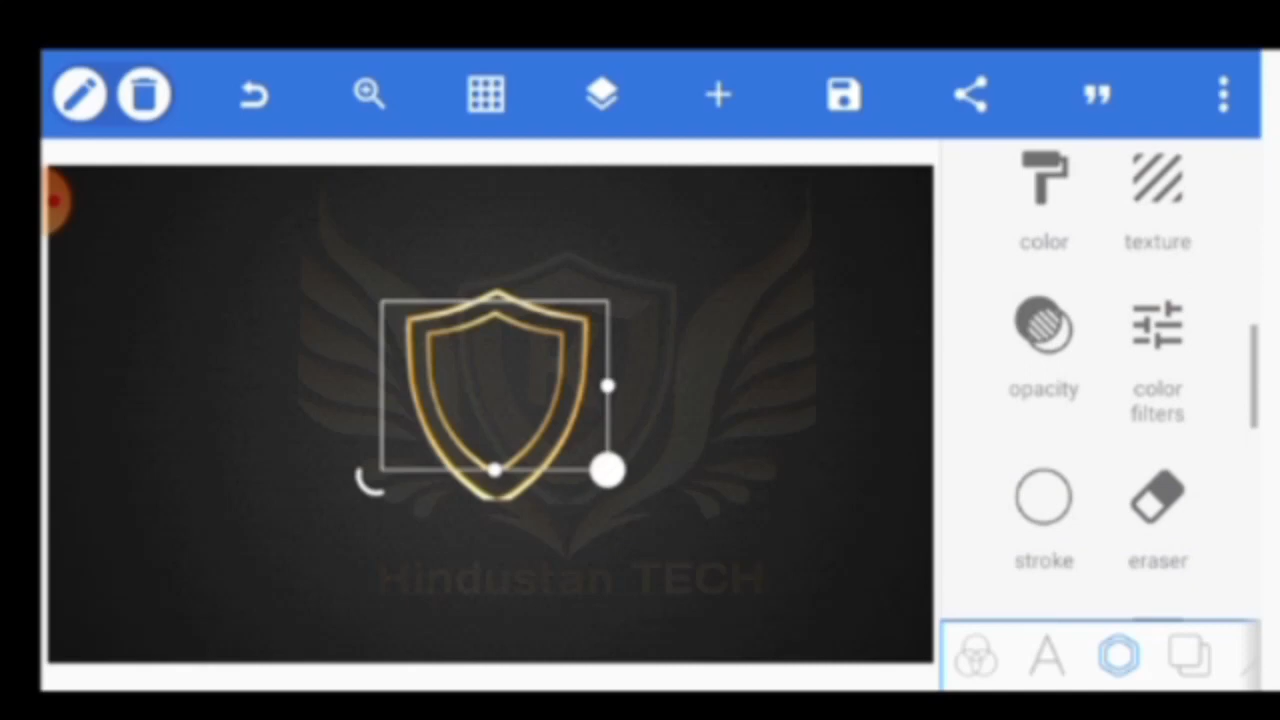 color texture
opacity color
filters
stroke eraser
Hindustan TECH